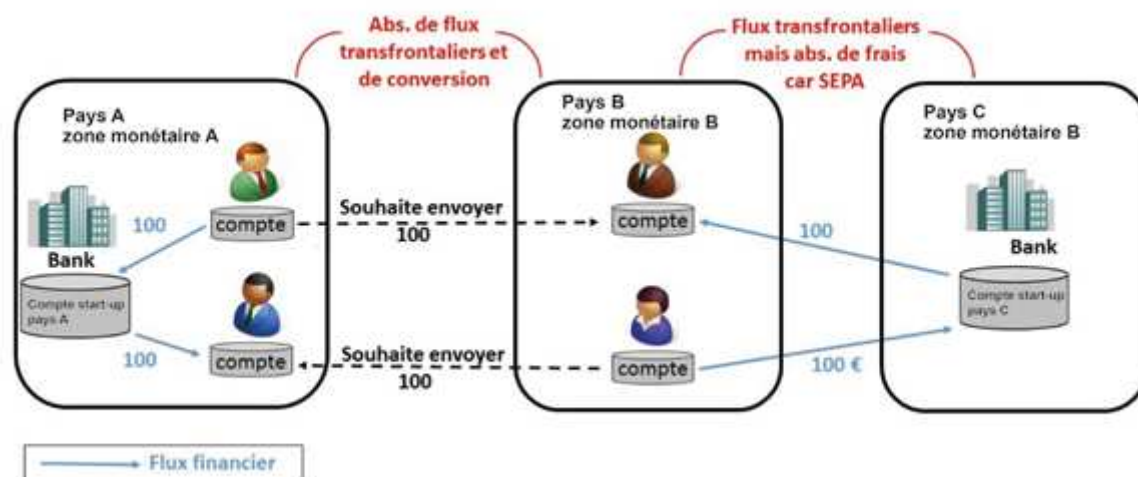 Abs. de flux
transfrontaliers et
de conversion
Flux transfrontaliers
mais abs. de frais
car SEPA
Pays A
zone monétaire A
Pays B
zone monétaire B
Pays C
zone monétaire B
100
Bank
compte
Souhaite envoyer
100
compte
100
Bank
Compte start-up
pays A
Compte start-up
pays C
100
compte
Souhaite envoyer
100
compte
100 €
Flux financier